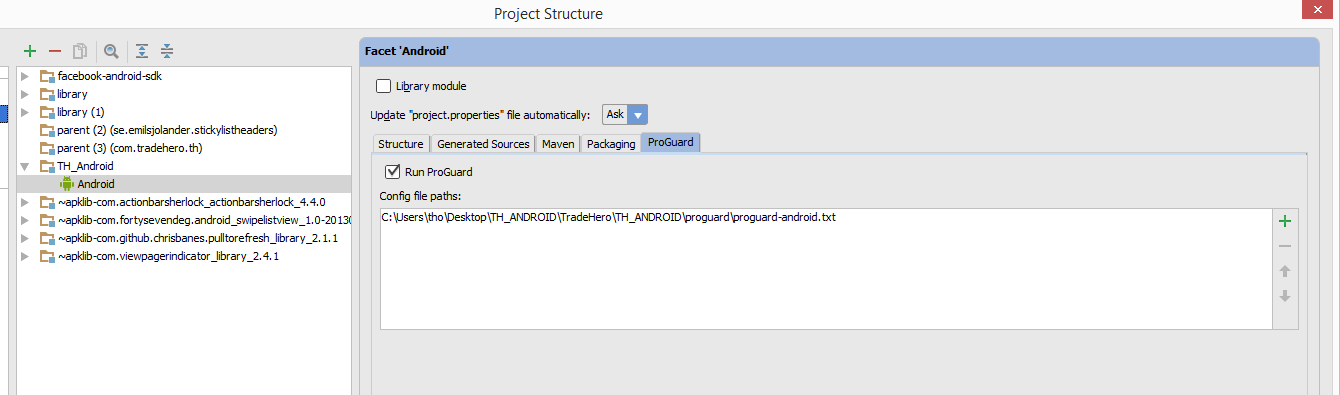 Project Structure
facebook-android-sdk
library
library (1)
parent (2) (se.emilsjolander.stickylistheaders)
parent (3) (com.tradehero.th)
TH_Android
Android
~apklib-com.actionbarsherlock_actionbarsherlock_4.4.0
~apklib-com.fortysevendeg.android_swipelistview_1.0-20130
~apklib-com.github.chrisbanes.pulltorefresh_library_2.1.1
~apklib-com.viewpagerindicator_library_2.4.1
Facet 'Android'
Library module
Update "project.properties" file automatically: Ask
Structure Generated Sources Maven Packaging ProGuard
Run ProGuard
Config file paths:
C:\Users\tho\Desktop\TH_ANDROID\TradeHero\TH_ANDROID\proguard\proguard-android.txt